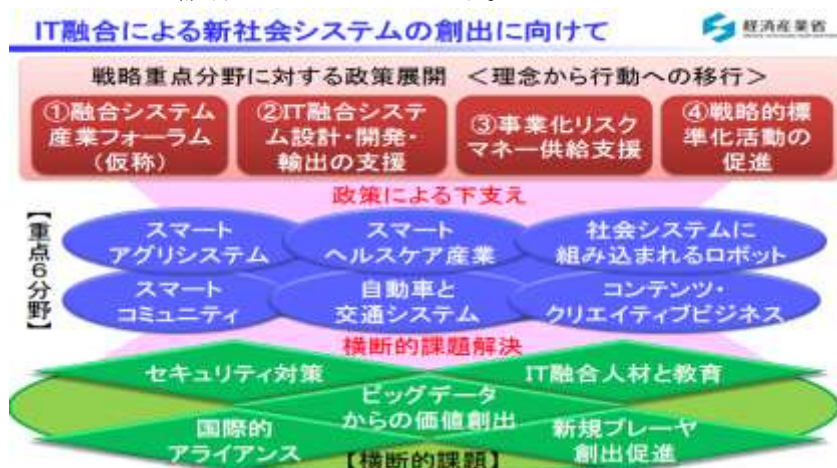 IT融合による新社会システムの創出に向けて
経済産業省
戦略重点分野に対する政策展開 <理念から行動への移行>
①融合システム
産業フォーラム
(仮称)
②IT融合システ
ム設計・開発・
輸出の支援
③事業化リスク
マネー供給支援
④戦略的標
準化活動の
促進
政策による下支え
【重点6分野】
スマート
アグリシステム
スマート
ヘルスケア産業
社会システムに
組み込まれるロボット
スマート
コミュニティ
自動車と
交通システム
コンテンツ・
クリエイティブビジネス
横断的課題解決
セキュリティ対策
IT融合人材と教育
ビッグデータ
からの価値創出
国際的
アライアンス
新規プレーヤ
創出促進
【横断的課題】